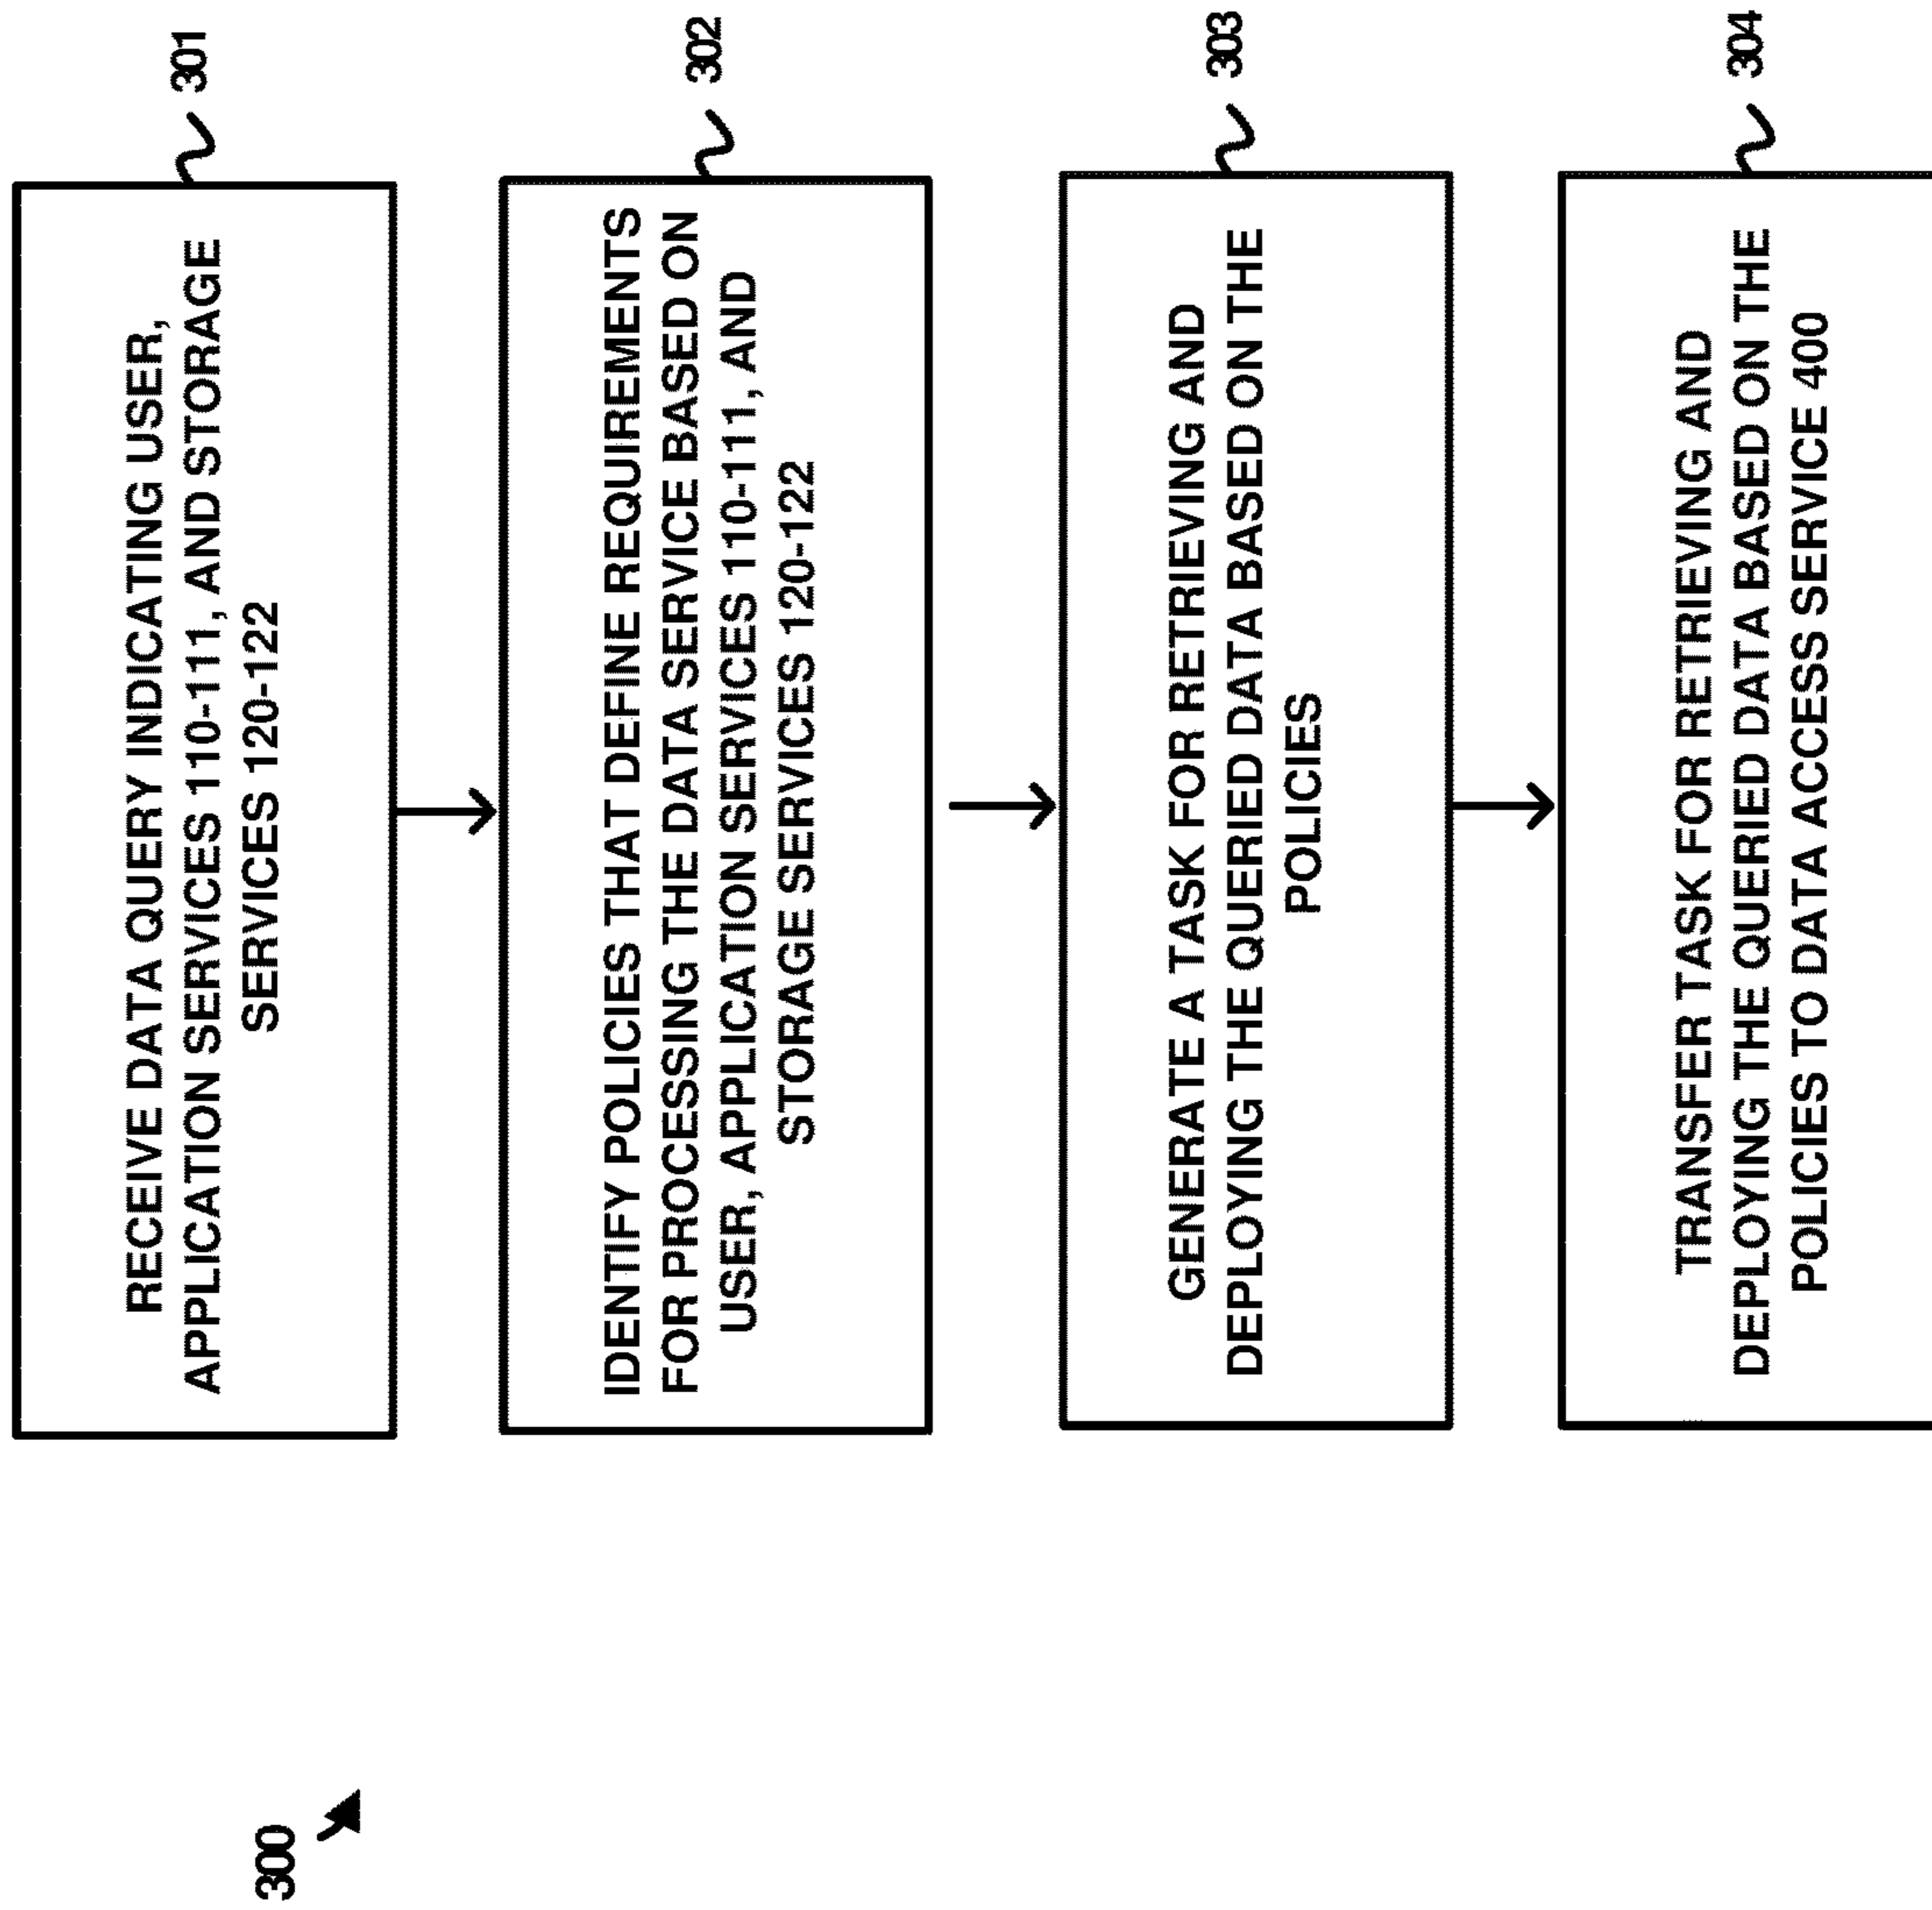 300
RECEIVE DATA QUERY INDICATING USER,
APPLICATION SERVICES 110-111, AND STORAGE
SERVICES 120-122
301
IDENTIFY POLICIES THAT DEFINE REQUIREMENTS
FOR PROCESSING THE DATA SERVICE BASED ON
USER, APPLICATION SERVICES 110-111, AND
STORAGE SERVICES 120-122
302
GENERATE A TASK FOR RETRIEVING AND
DEPLOYING THE QUERIED DATA BASED ON THE
POLICIES
303
TRANSFER TASK FOR RETRIEVING AND
DEPLOYING THE QUERIED DATA BASED ON THE
POLICIES TO DATA ACCESS SERVICE 400
304